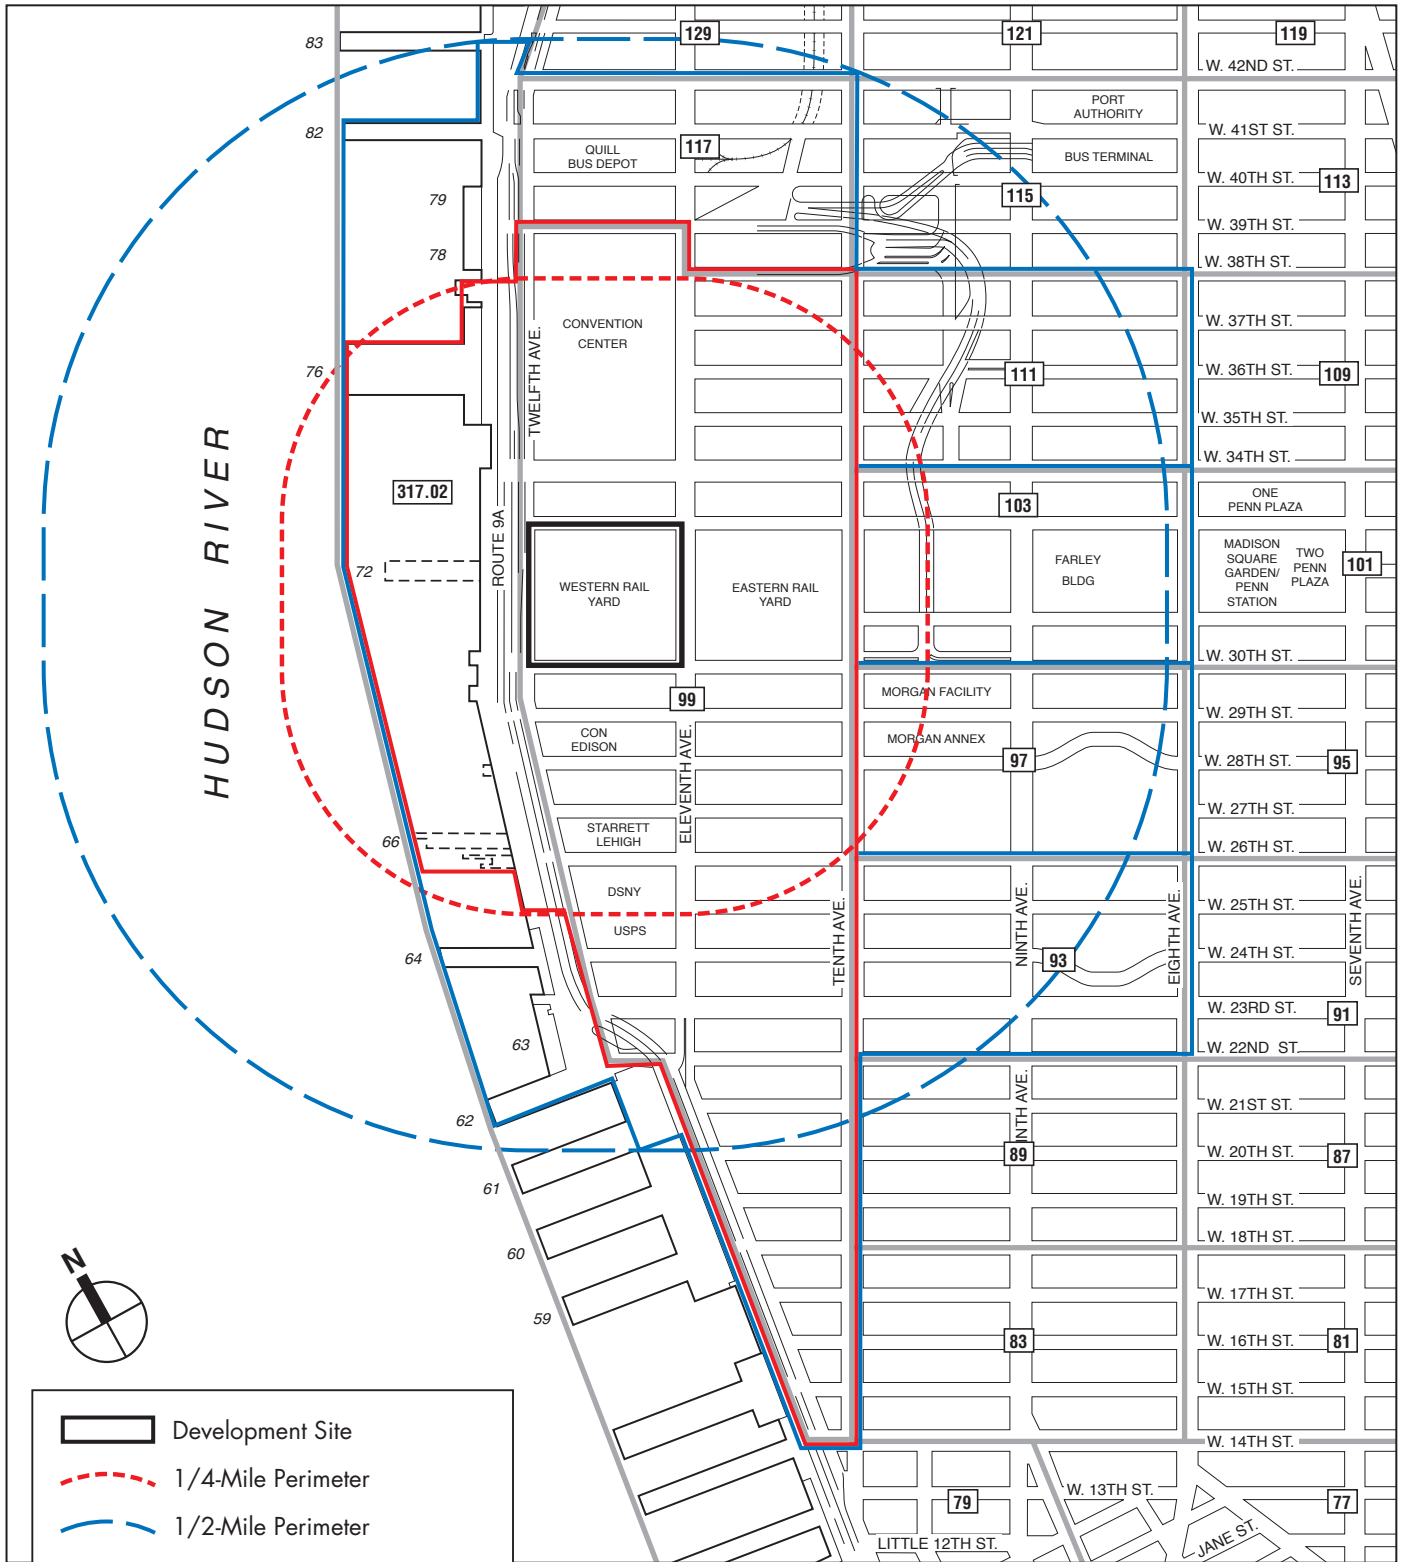 83
129
121
119
W. 42ND ST.
PORT
AUTHORITY
82
W. 41ST ST.
QUILL
BUS DEPOT
117
BUS TERMINAL
W. 40TH ST.
113
79
115
W. 39TH ST.
78
W. 38TH ST.
CONVENTION
CENTER
W. 37TH ST.
TWELFTH AVE.
76
111
W. 36TH ST.
109
W. 35TH ST.
W. 34TH ST.
HUDSON RIVER
317.02
ROUTE 9A
103
ONE
PENN PLAZA
72
WESTERN RAIL
YARD
EASTERN RAIL
YARD
FARLEY
BLDG
MADISON
SQUARE
GARDEN/
PENN
STATION
TWO
PENN
PLAZA
101
W. 30TH ST.
99
MORGAN FACILITY
W. 29TH ST.
CON
EDISON
ELEVENTH AVE.
MORGAN ANNEX
97
W. 28TH ST.
95
W. 27TH ST.
66
STARRETT
LEHIGH
W. 26TH ST.
DSNY
TENTH AVE.
NINTH AVE.
EIGHTH AVE.
SEVENTH AVE.
W. 25TH ST.
USPS
64
93
W. 24TH ST.
W. 23RD ST.
91
63
W. 22ND ST.
62
NINTH AVE.
W. 21ST ST.
89
W. 20TH ST.
87
61
W. 19TH ST.
60
W. 18TH ST.
N
59
W. 17TH ST.
83
W. 16TH ST.
81
W. 15TH ST.
W. 14TH ST.
79
W. 13TH ST.
77
LITTLE 12TH ST.
JANE ST.
Development Site
1/4-Mile Perimeter
1/2-Mile Perimeter